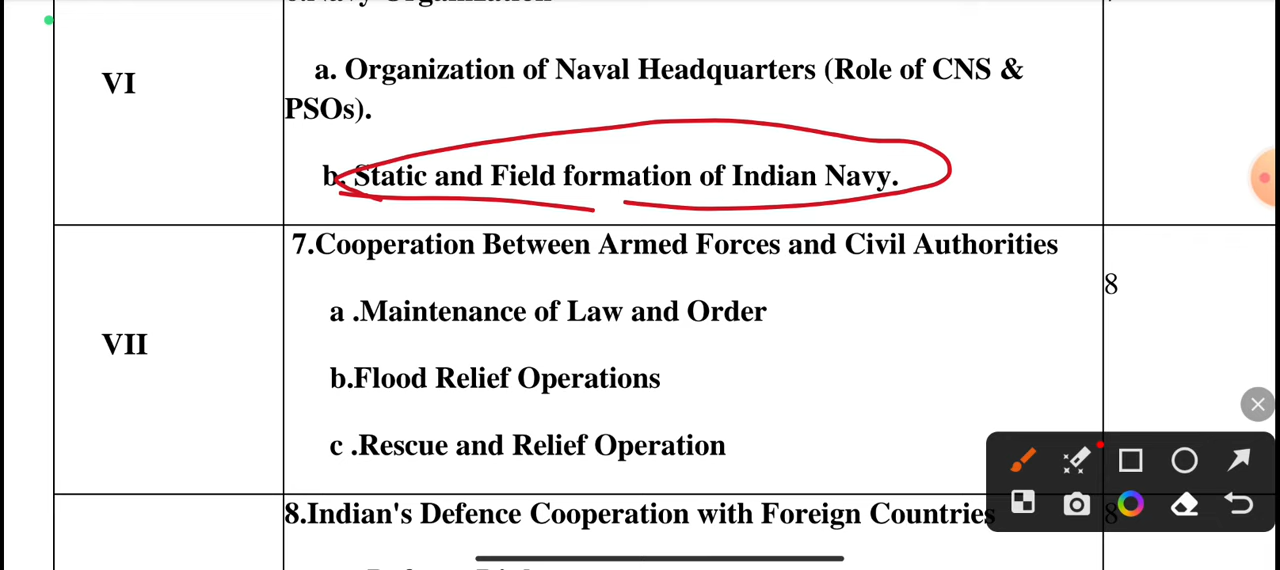 a. Organization of Naval Headquarters (Role of CNS &
VI
PSOs).
b. Static and Field formation of Indian Navy.
7.Cooperation Between Armed Forces and Civil Authorities
8
a .Maintenance of Law and Order
VII
b.Flood Relief Operations
c .Rescue and Relief Operation
8.Indian's Defence Cooperation with Foreign Countries
8